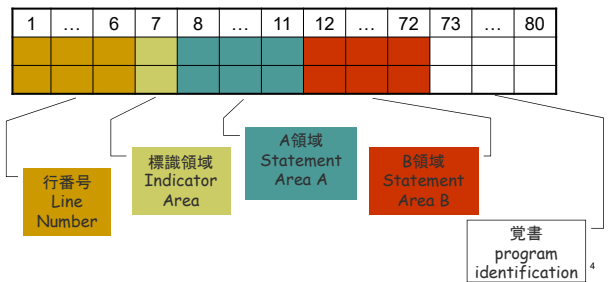 1 … 6 7 8 … 11 12 … 72 73 … 80
行番号
Line
Number
標識領域
Indicator
Area
A領域
Statement
Area A
B領域
Statement
Area B
覚書
program
identification
4